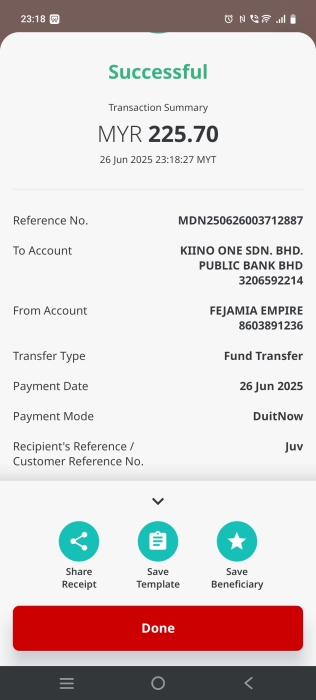 23:18
Successful
Transaction Summary
MYR 225.70
26 Jun 2025 23:18:27 MYT
Reference No. MDN250626003712887
To Account KIINO ONE SDN. BHD.
PUBLIC BANK BHD
3206592214
From Account FEJAMIA EMPIRE
8603891236
Transfer Type Fund Transfer
Payment Date 26 Jun 2025
Payment Mode DuitNow
Recipient's Reference / Juv
Customer Reference No.
Share Save Save
Receipt Template Beneficiary
Done